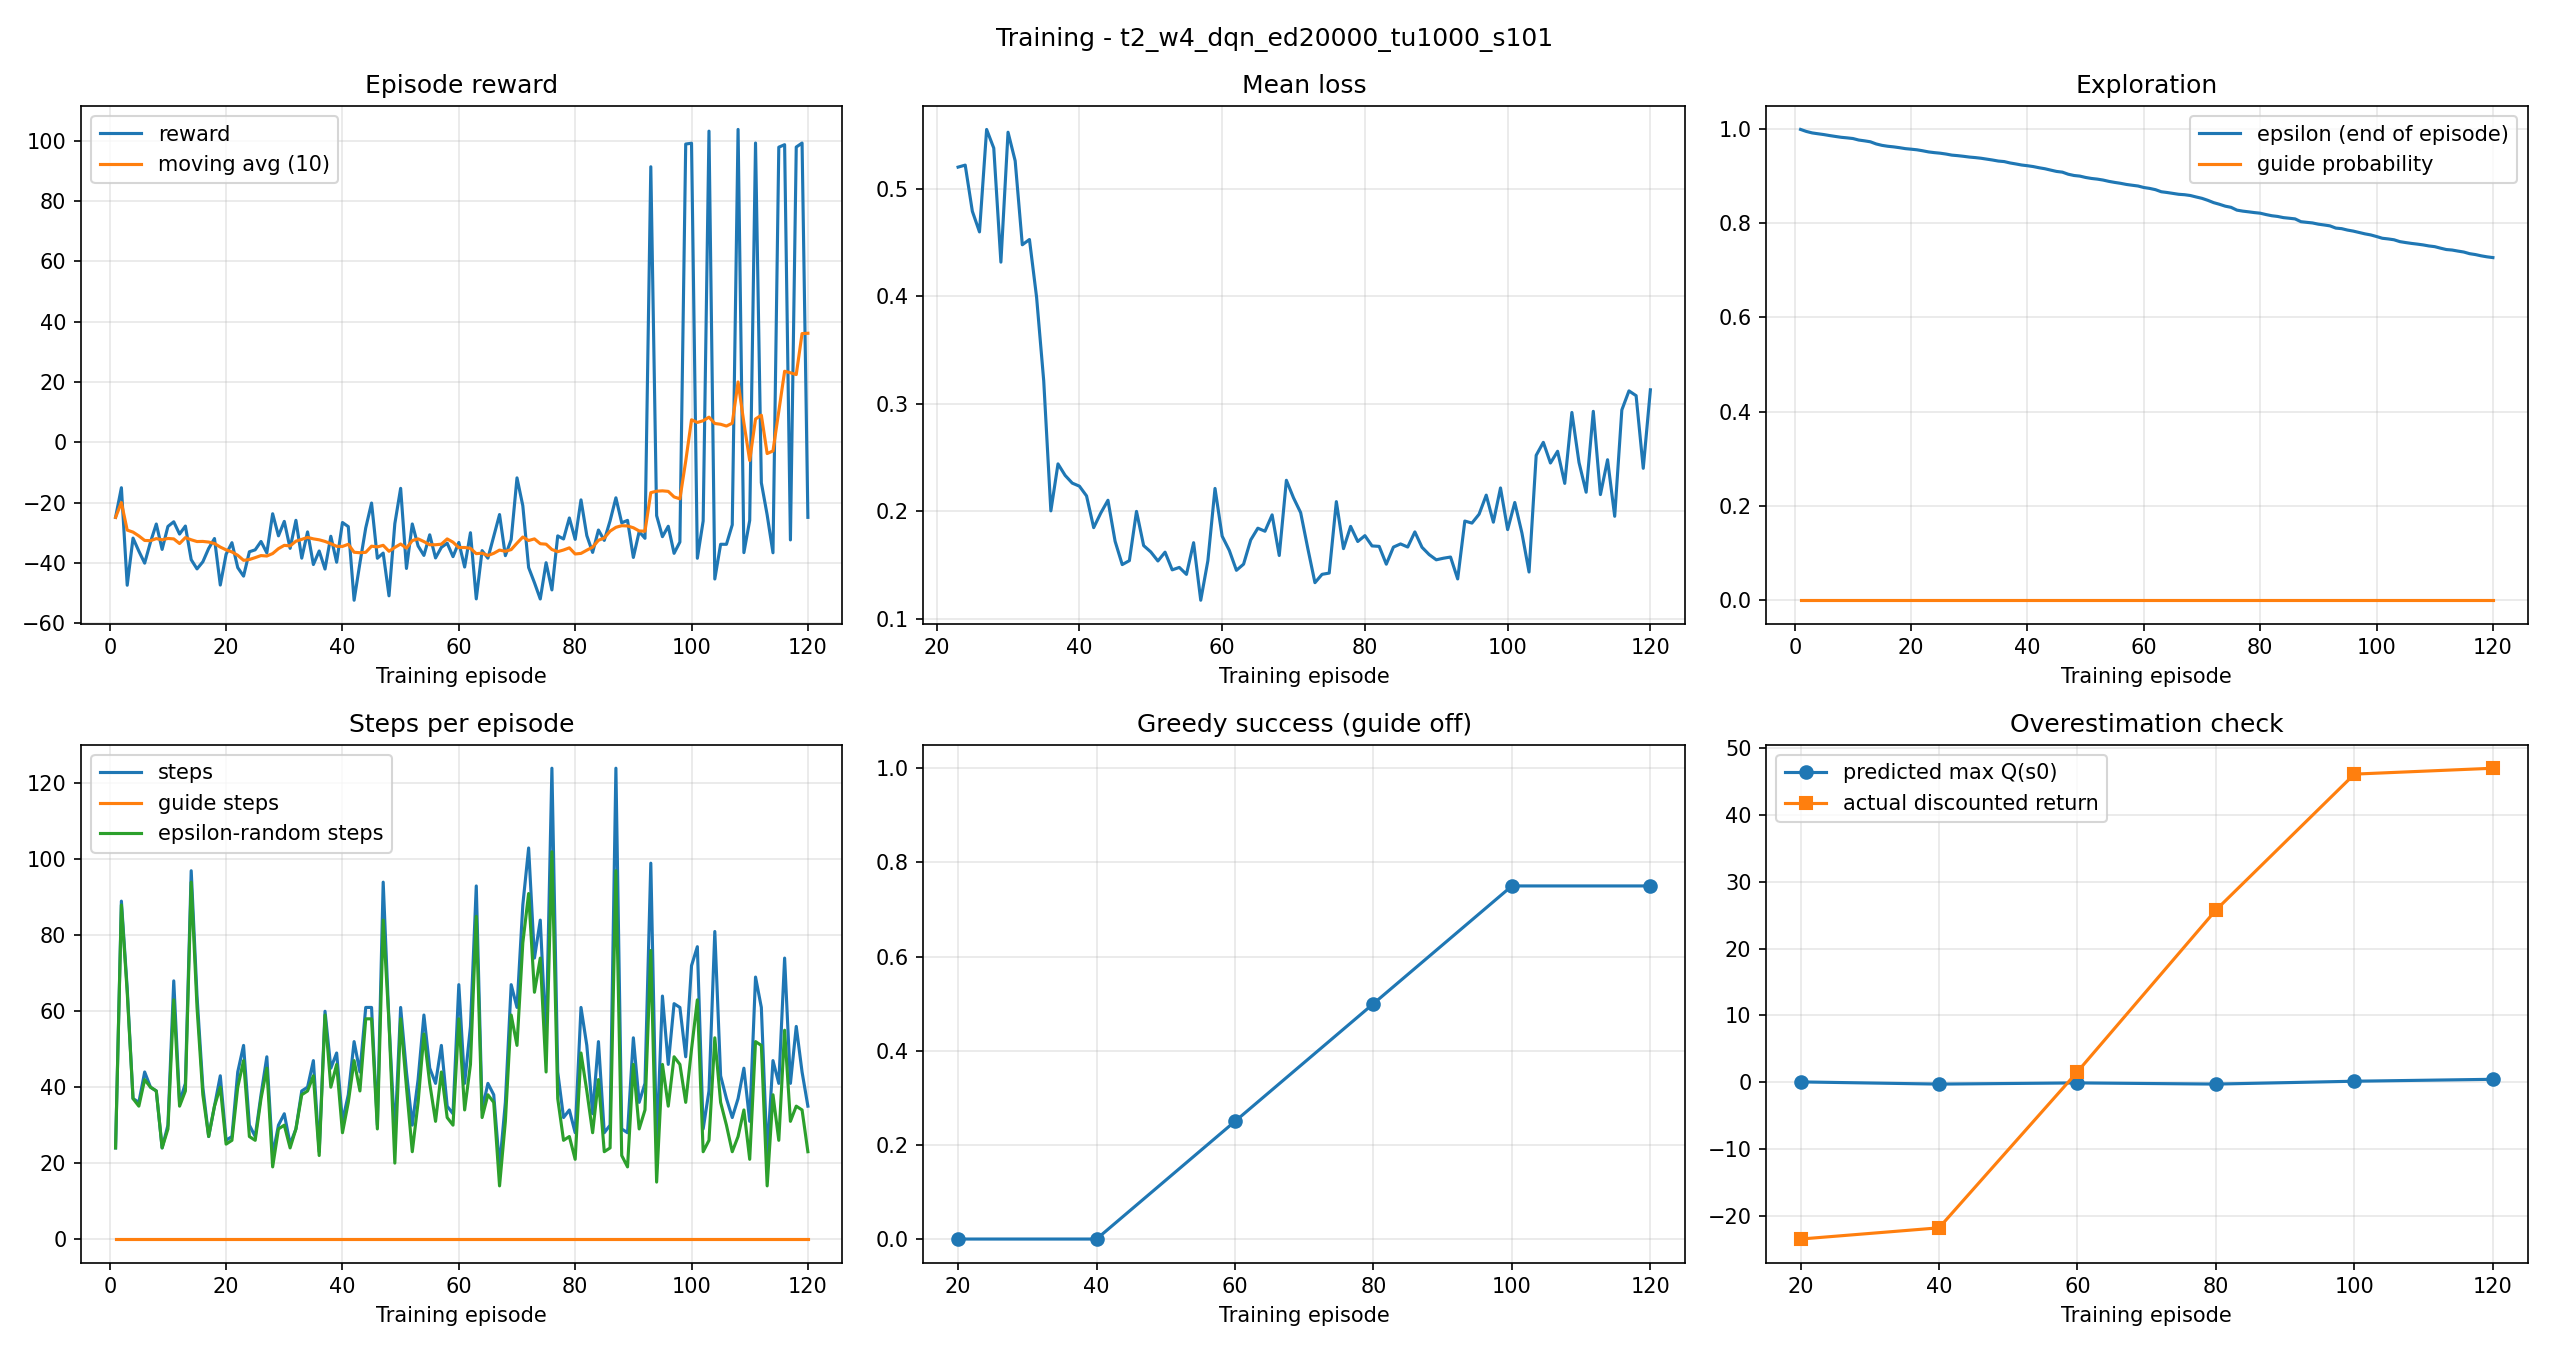 Training - t2_w4_dqn_ed20000_tu1000_s101
Episode reward
reward
moving avg (10)
100
80
60
40
20
0
−20
−40
−60
0 20 40 60 80 100 120
Training episode
Mean loss
0.5
0.4
0.3
0.2
0.1
20 40 60 80 100 120
Training episode
Exploration
epsilon (end of episode)
guide probability
1.0
0.8
0.6
0.4
0.2
0.0
0 20 40 60 80 100 120
Training episode
Steps per episode
steps
guide steps
epsilon-random steps
120
100
80
60
40
20
0
0 20 40 60 80 100 120
Training episode
Greedy success (guide off)
1.0
0.8
0.6
0.4
0.2
0.0
20 40 60 80 100 120
Training episode
Overestimation check
predicted max Q(s0)
actual discounted return
50
40
30
20
10
0
−10
−20
20 40 60 80 100 120
Training episode